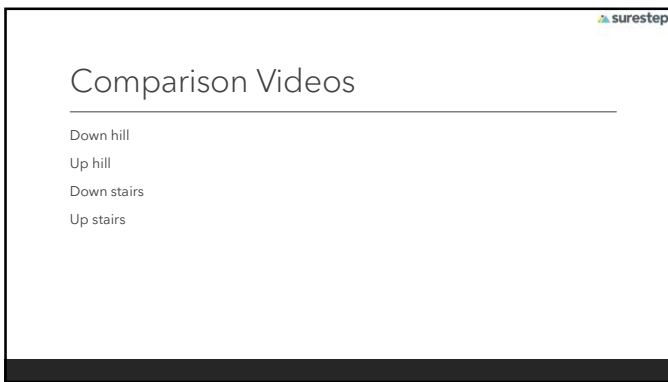 surestep
Comparison Videos
Down hill
Up hill
Down stairs
Up stairs